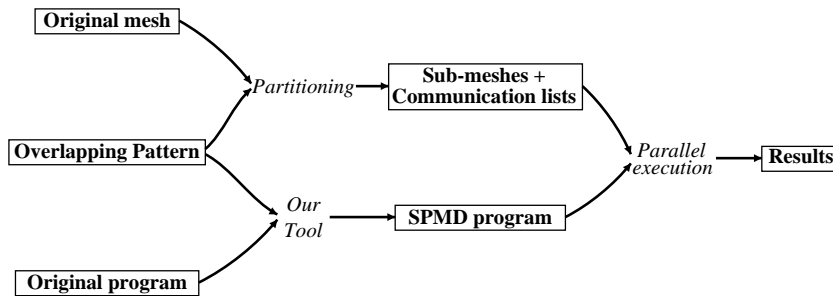 Original mesh
Partitioning
Sub-meshes +
Communication lists
Overlapping Pattern
Parallel
execution
Results
Our
Tool
SPMD program
Original program